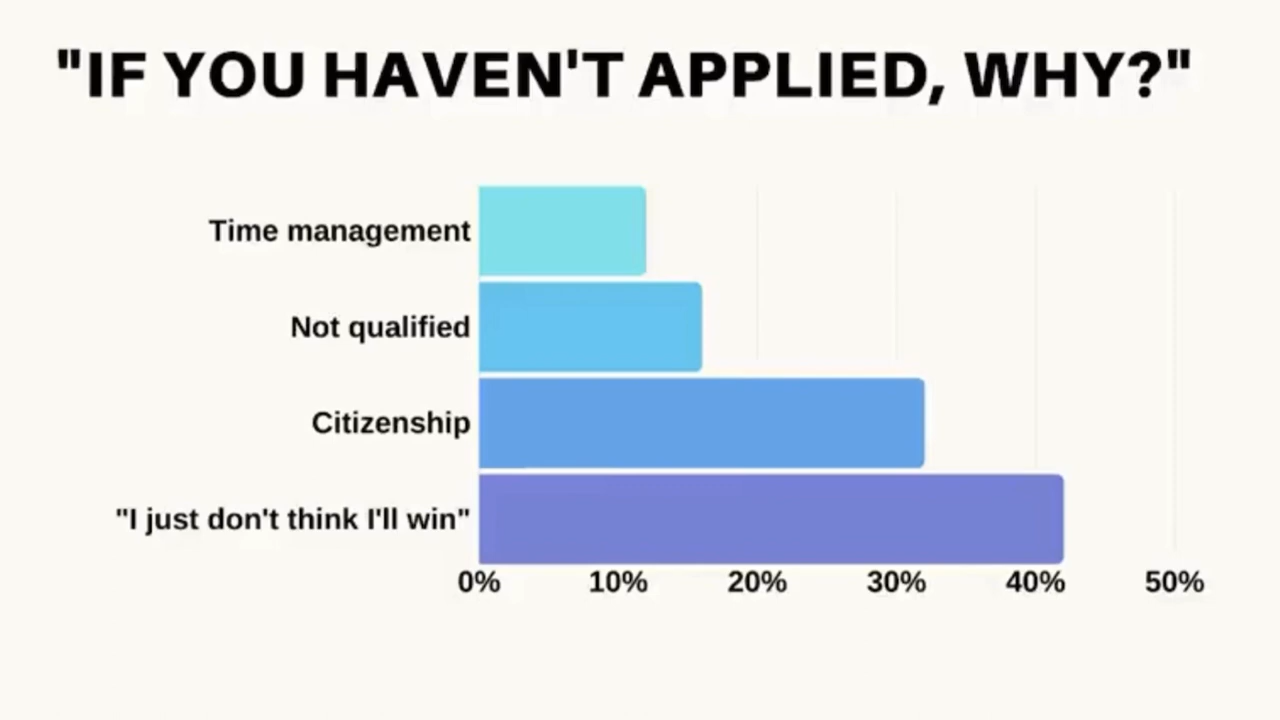 "IF YOU HAVEN'T APPLIED, WHY?"
Time management
Not qualified
Citizenship
"I just don't think I'll win"
0% 10% 20% 30% 40% 50%